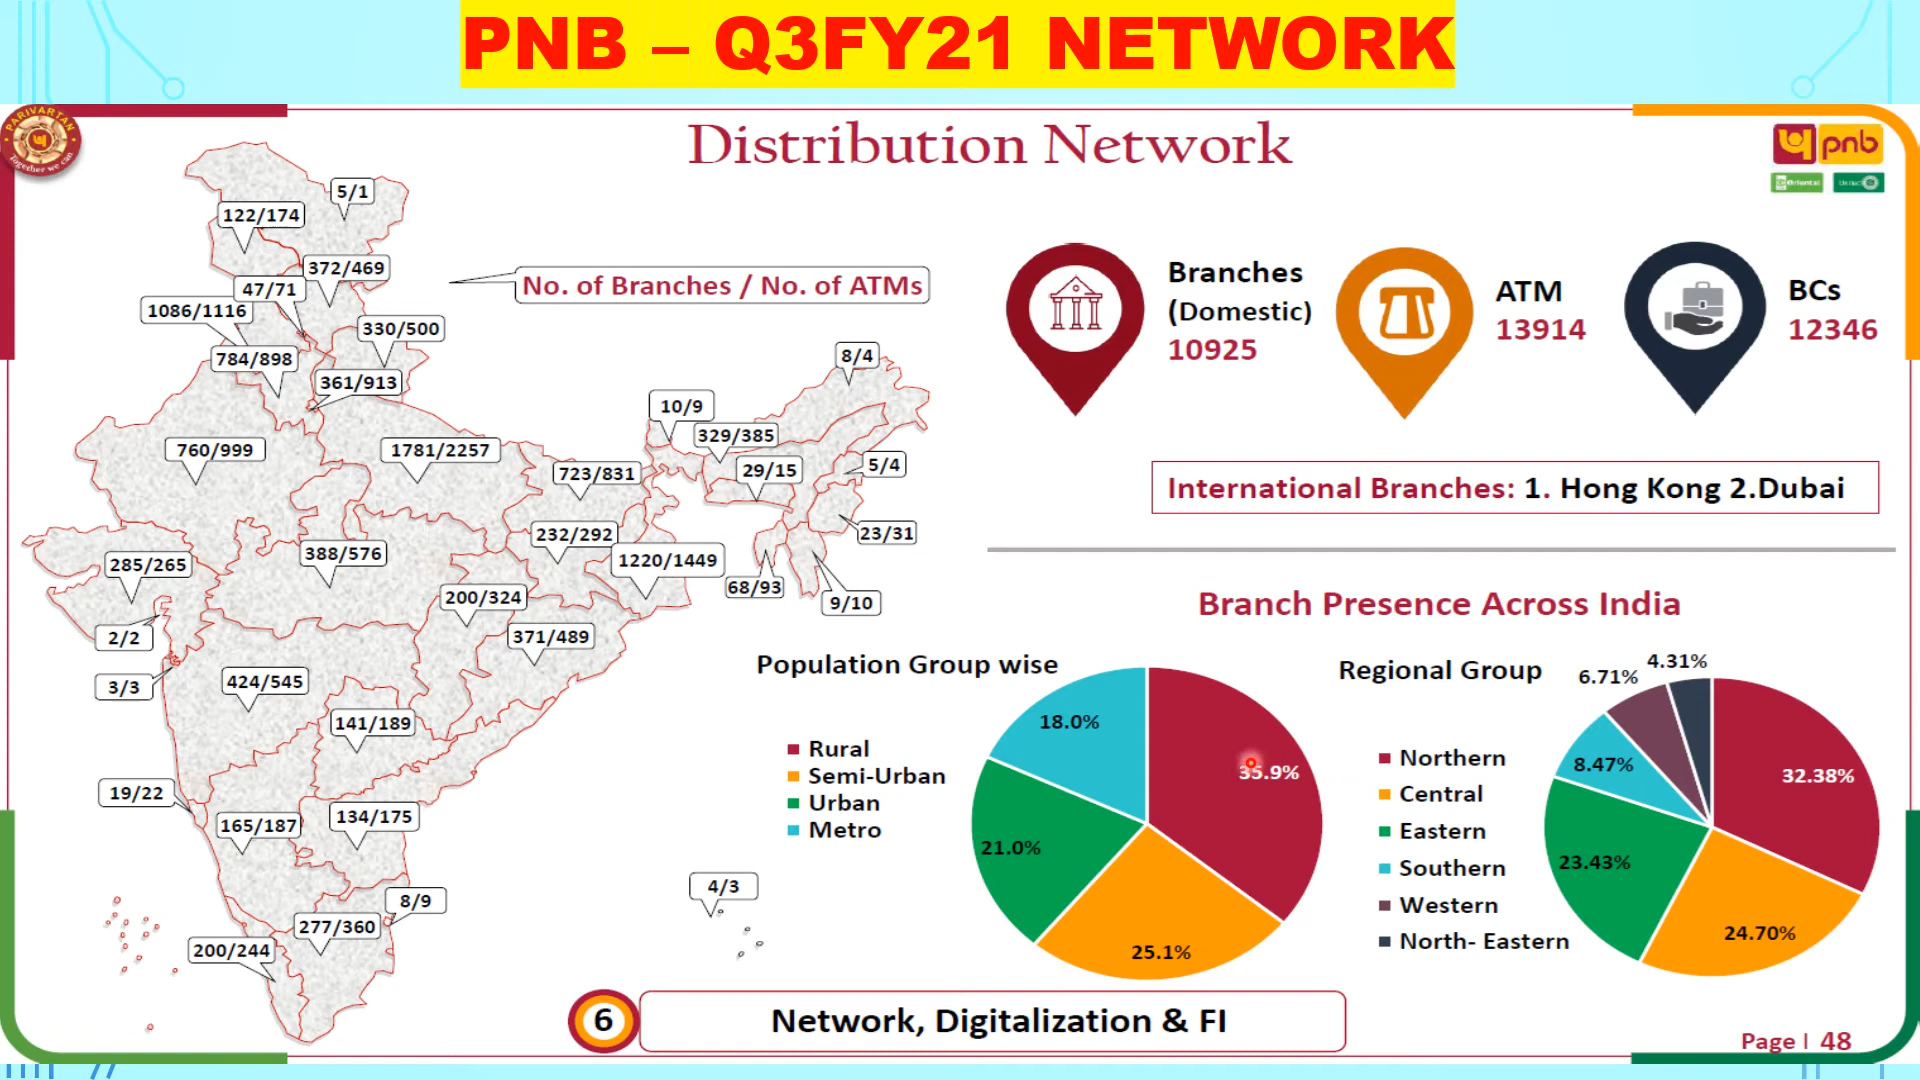 PNB – Q3FY21 NETWORK
PARIVARTAN
Together we can
Distribution Network
pnb
Oriental
5/1
122/174
372/469
47/71
1086/1116
330/500
784/898
361/913
No. of Branches / No. of ATMs
Branches
(Domestic)
10925
ATM
13914
BCs
12346
8/4
10/9
329/385
760/999
1781/2257
723/831
29/15
5/4
International Branches: 1. Hong Kong 2.Dubai
23/31
232/292
388/576
1220/1449
285/265
68/93
9/10
200/324
2/2
371/489
3/3
424/545
141/189
19/22
165/187
134/175
4/3
8/9
277/360
200/244
Branch Presence Across India
Population Group wise
Rural
Semi-Urban
Urban
Metro
18.0%
35.9%
21.0%
25.1%
Regional Group
Northern
Central
Eastern
Southern
Western
North- Eastern
6.71%
4.31%
8.47%
32.38%
23.43%
24.70%
6
Network, Digitalization & FI
Page | 48